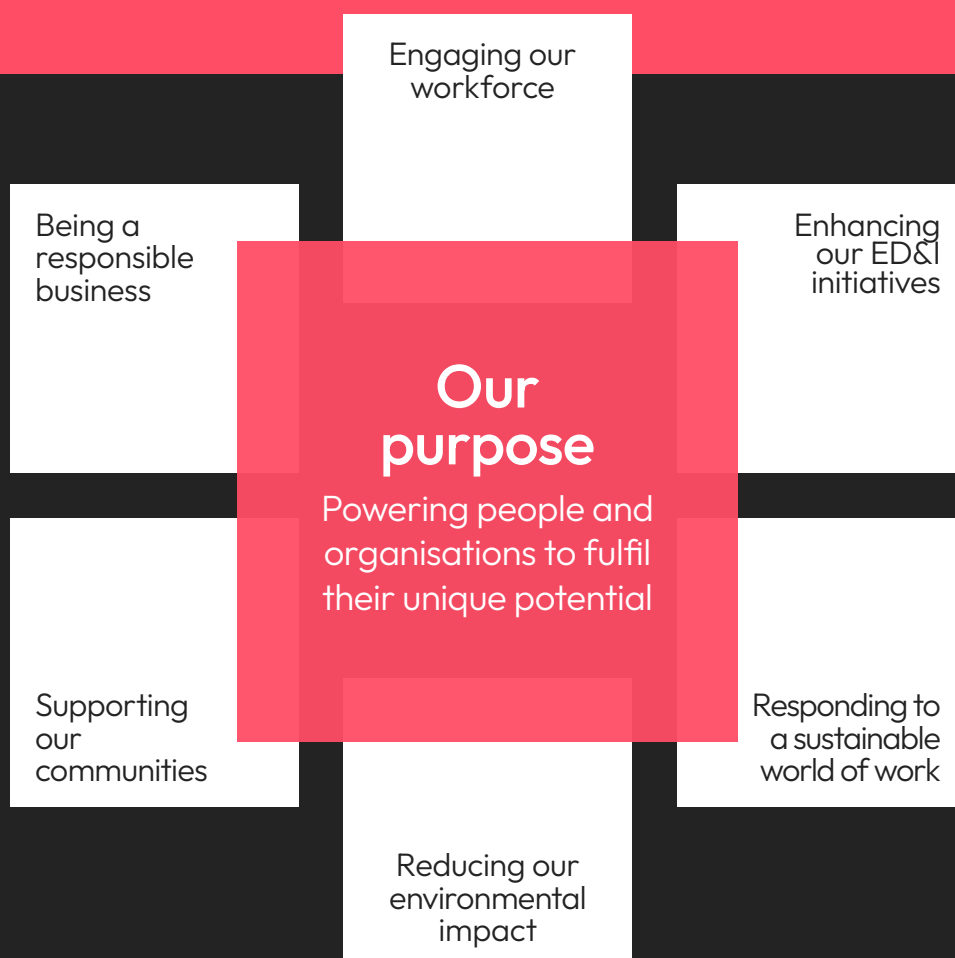 Engaging our
workforce
Being a
responsible
business
Enhancing
our ED&I
initiatives
Our
purpose
Powering people and
organisations to fulfil
their unique potential
Supporting
our
communities
Responding to
a sustainable
world of work
Reducing our
environmental
impact